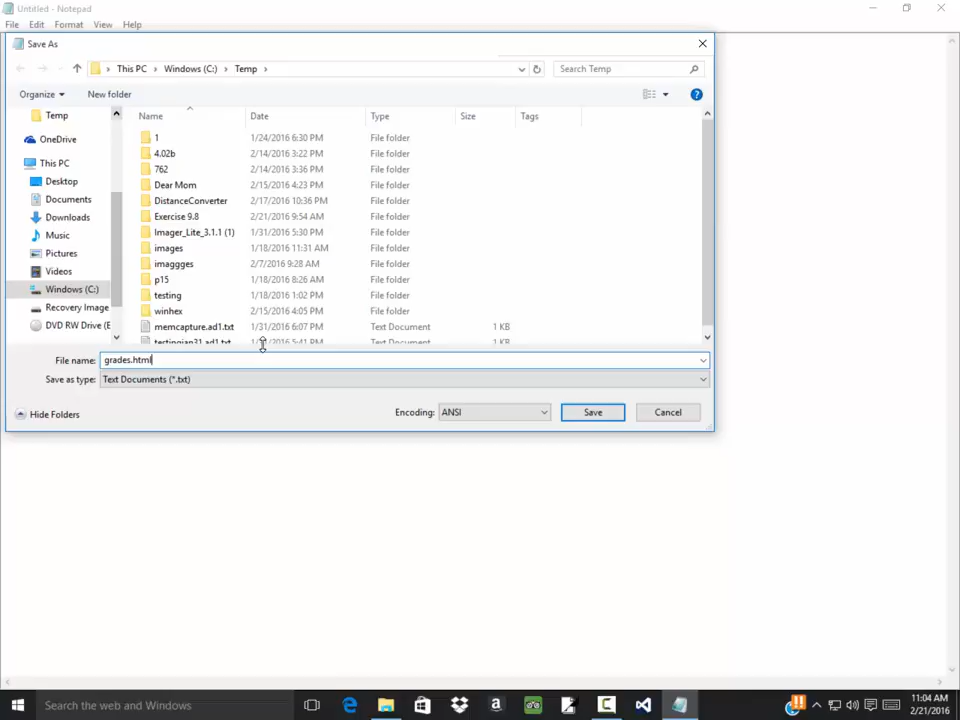 Untitled - Notepad
File Edit Format View Help
Save As
This PC Windows (C:) Temp
Search Temp
Organize New folder
Name Date Type Size Tags
Temp
OneDrive
This PC
Desktop
Documents
Downloads
Music
Pictures
Videos
Windows (C:)
Recovery Image
DVD RW Drive (E
1 1/24/2016 6:30 PM File folder
4.02b 2/14/2016 3:22 PM File folder
762 2/14/2016 3:36 PM File folder
Dear Mom 2/15/2016 4:23 PM File folder
DistanceConverter 2/17/2016 10:36 PM File folder
Exercise 9.8 2/21/2016 9:54 AM File folder
Imager_Lite_3.1.1 (1) 1/31/2016 5:30 PM File folder
images 1/18/2016 11:31 AM File folder
imaggges 2/7/2016 9:28 AM File folder
p15 1/18/2016 8:26 AM File folder
testing 1/18/2016 1:02 PM File folder
winhex 2/15/2016 4:05 PM File folder
memcapture.ad1.txt 1/31/2016 6:07 PM Text Document 1 KB
testingjan31.ad1.txt 5:41 PM Text Document 1 KB
File name: grades.html
Save as type: Text Documents (*.txt)
Hide Folders
Encoding: ANSI Save Cancel
Search the web and Windows
11:04 AM
2/21/2016